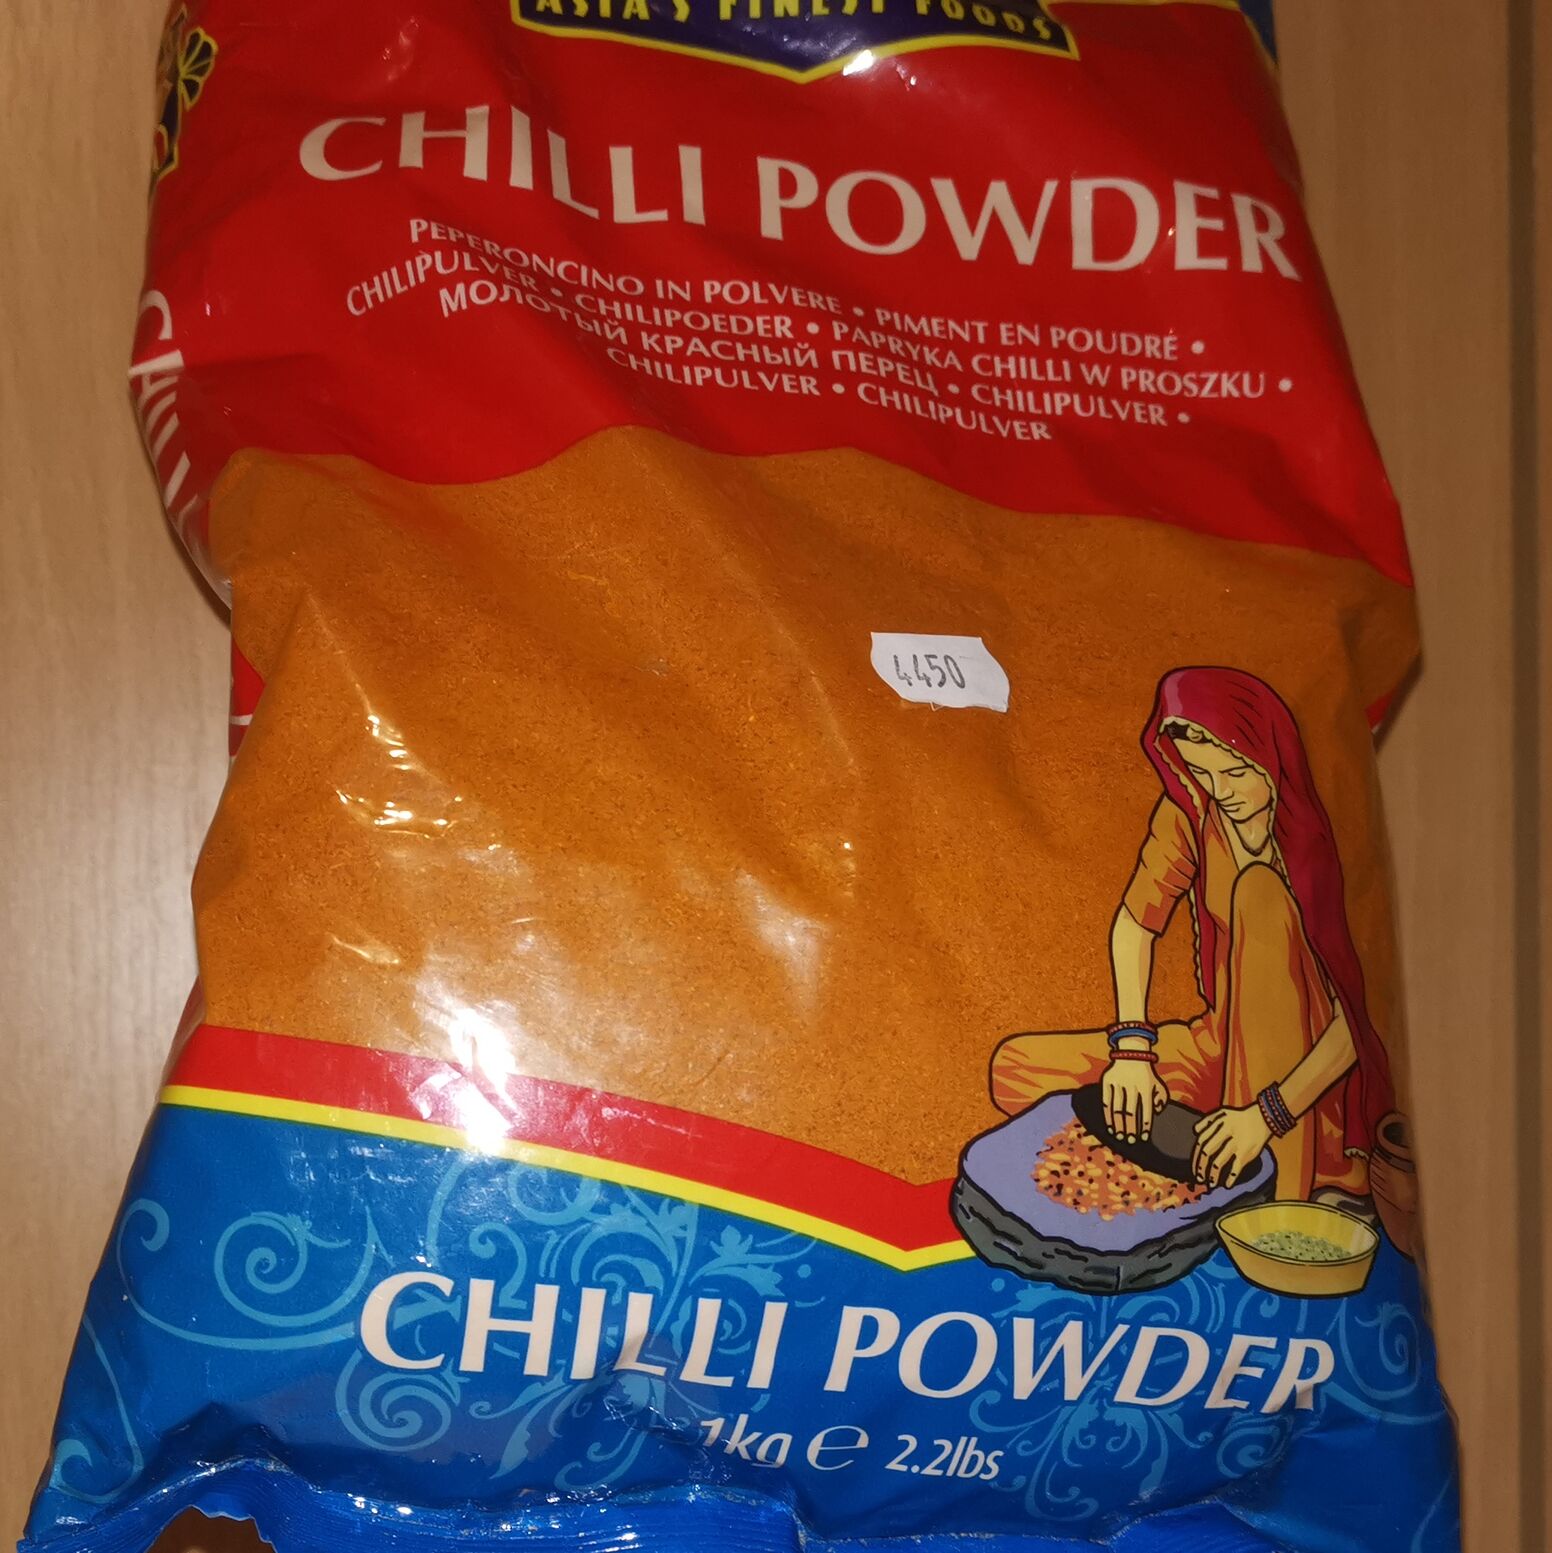 ASIA'S FINEST FOODS
CHILLI POWDER
PEPERONCINO IN POLVERE • PIMENT EN POUDRE •
CHILIPULVER • CHILIPOEDER • PAPRYKA CHILLI W PROSZKU •
МОЛОТЫЙ КРАСНЫЙ ПЕРЕЦ • CHILIPULVER •
CHILIPULVER • CHILIPULVER
4450
CHILLI POWDER
1kg e 2.2lbs